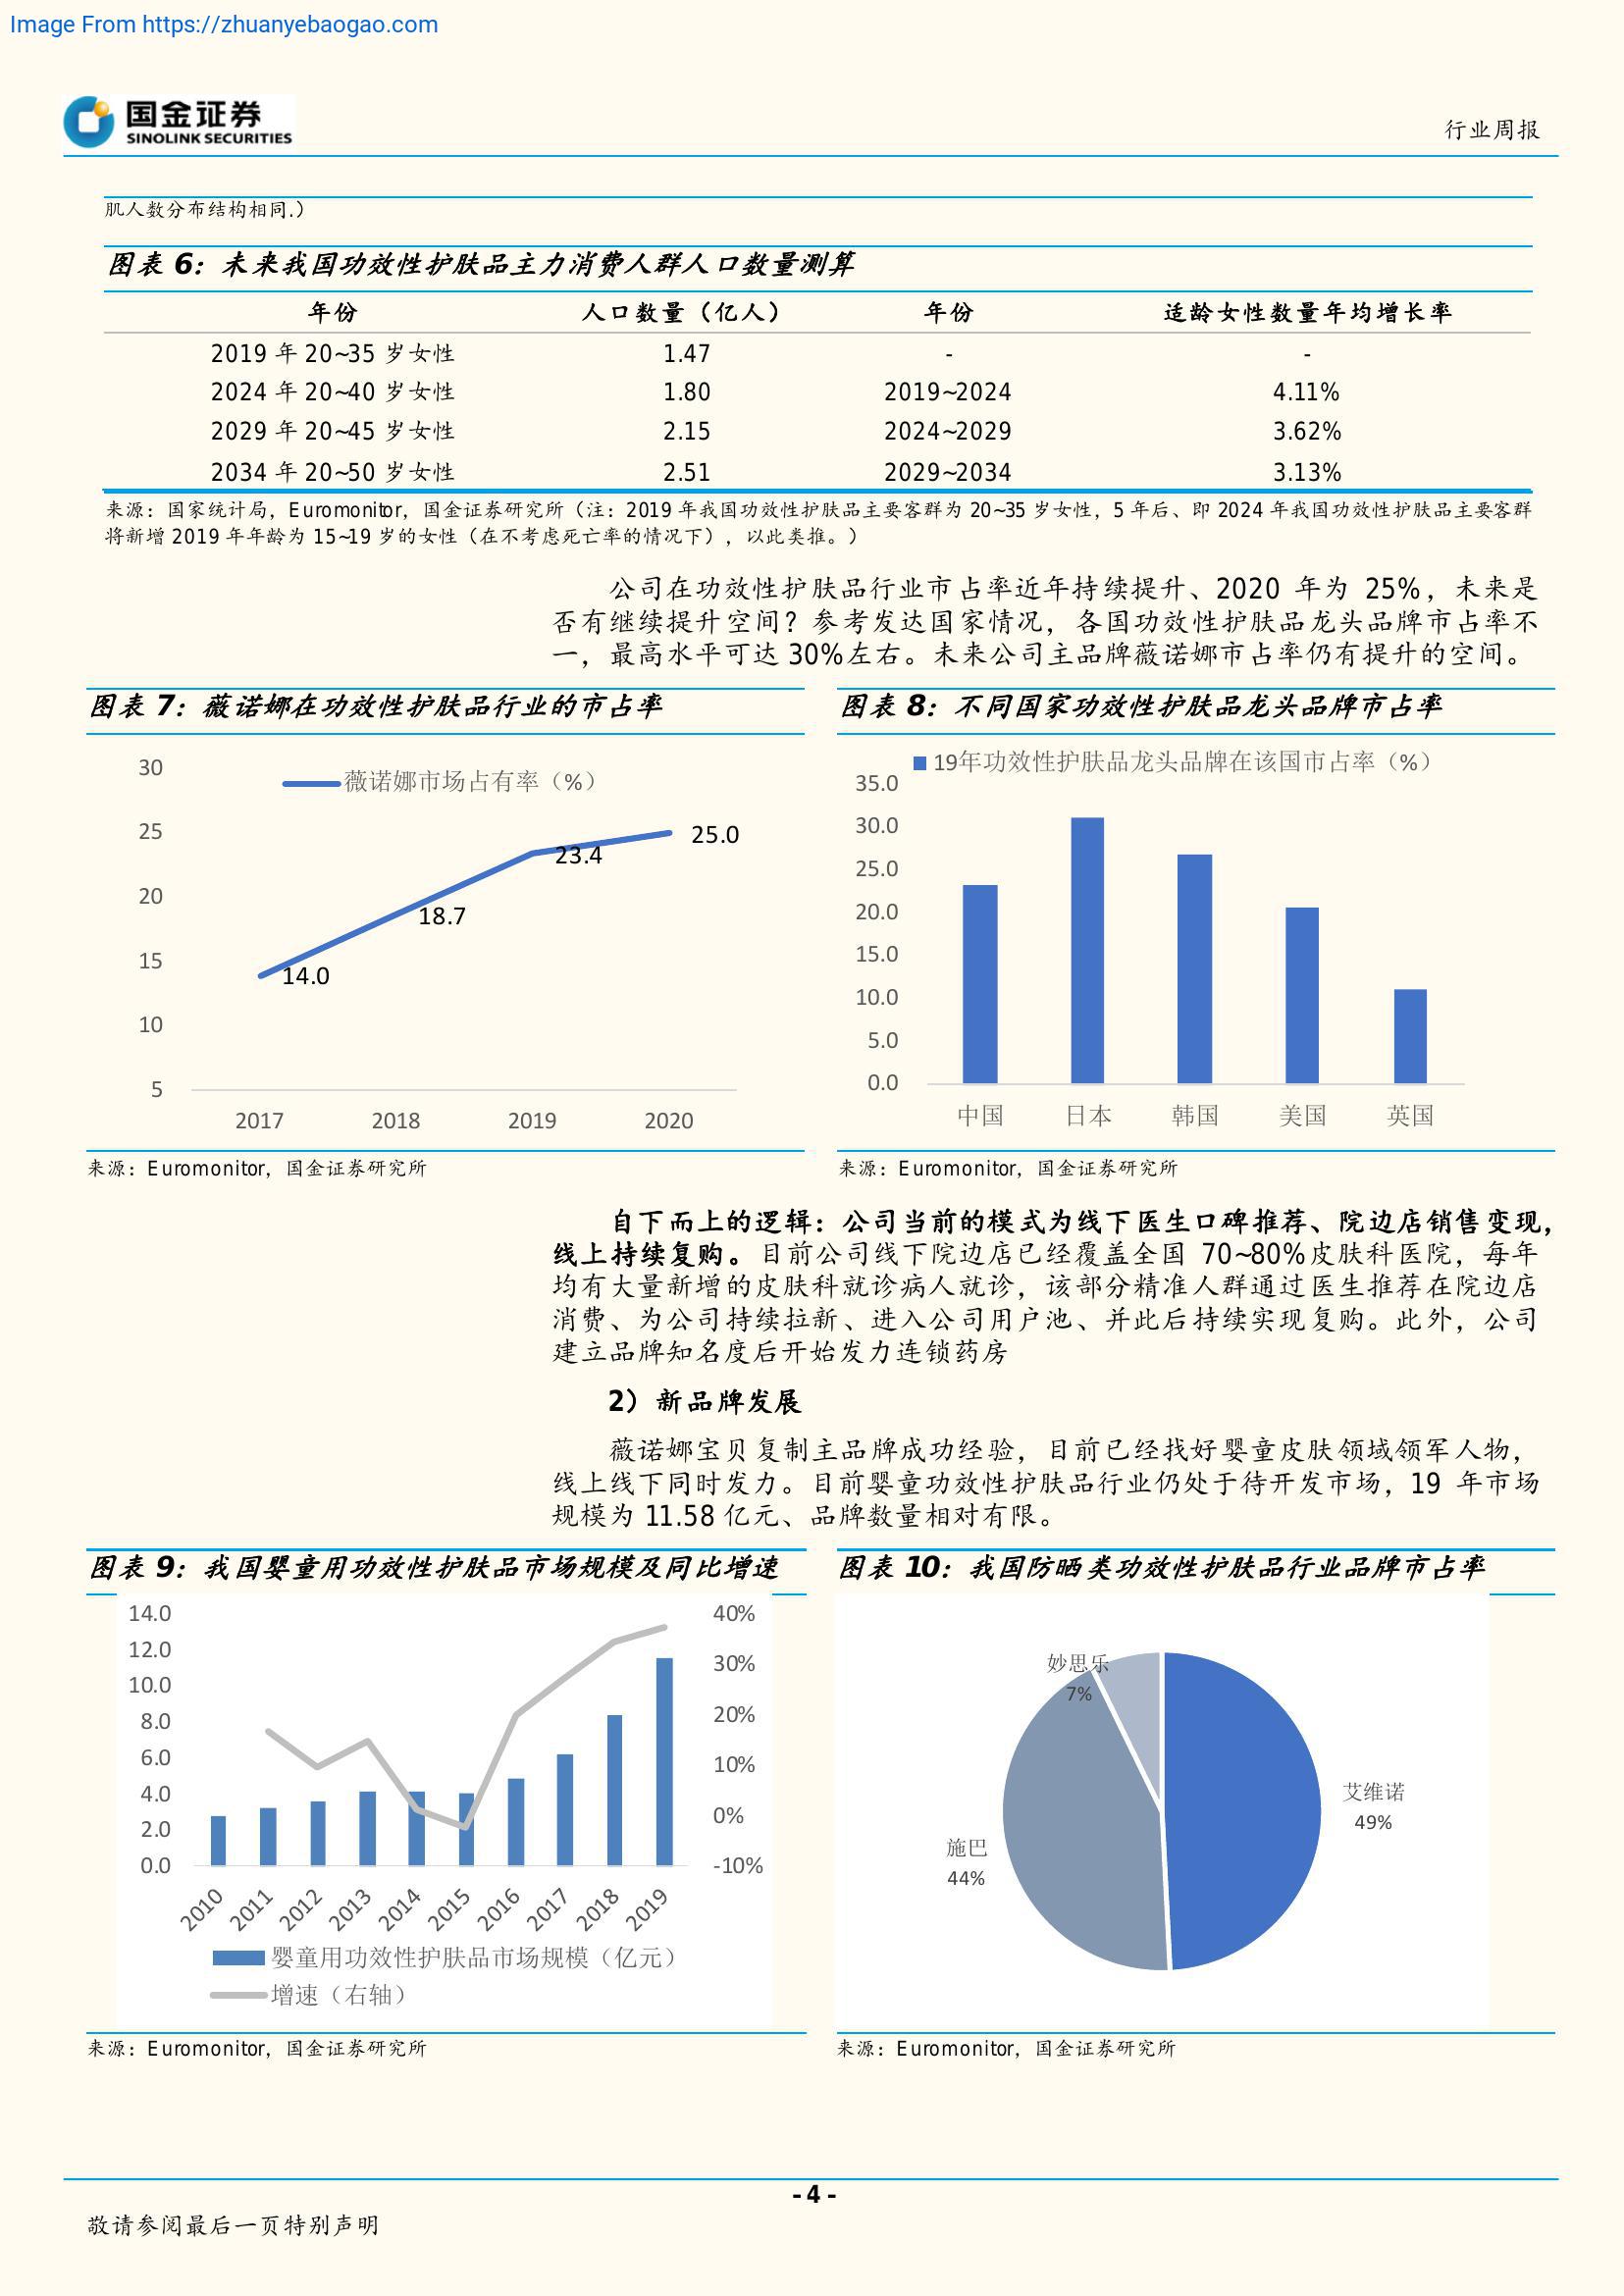 Image From https://zhuanyebaogao.com
国金证券
SINOLINK SECURITIES
行业周报
肌人数分布结构相同.）
图表 6：未来我国功效性护肤品主力消费人群人口数量测算
年份 人口数量（亿人） 年份 适龄女性数量年均增长率
2019 年 20~35 岁女性 1.47 - -
2024 年 20~40 岁女性 1.80 2019~2024 4.11%
2029 年 20~45 岁女性 2.15 2024~2029 3.62%
2034 年 20~50 岁女性 2.51 2029~2034 3.13%
来源：国家统计局，Euromonitor，国金证券研究所（注：2019 年我国功效性护肤品主要客群为 20~35 岁女性，5 年后、即 2024 年我国功效性护肤品主要客群
将新增 2019 年年龄为 15~19 岁的女性（在不考虑死亡率的情况下），以此类推。）
公司在功效性护肤品行业市占率近年持续提升、2020 年为 25%，未来是
否有继续提升空间？参考发达国家情况，各国功效性护肤品龙头品牌市占率不
一，最高水平可达 30%左右。未来公司主品牌薇诺娜市占率仍有提升的空间。
图表 7：薇诺娜在功效性护肤品行业的市占率
薇诺娜市场占有率（%）
30
25
20
15
10
5
14.0
18.7
23.4
25.0
2017 2018 2019 2020
来源：Euromonitor，国金证券研究所
图表 8：不同国家功效性护肤品龙头品牌市占率
19年功效性护肤品龙头品牌在该国市占率（%）
35.0
30.0
25.0
20.0
15.0
10.0
5.0
0.0
中国 日本 韩国 美国 英国
来源：Euromonitor，国金证券研究所
自下而上的逻辑：公司当前的模式为线下医生口碑推荐、院边店销售变现，
线上持续复购。目前公司线下院边店已经覆盖全国 70~80%皮肤科医院，每年
均有大量新增的皮肤科就诊病人就诊，该部分精准人群通过医生推荐在院边店
消费、为公司持续拉新、进入公司用户池、并此后持续实现复购。此外，公司
建立品牌知名度后开始发力连锁药房
2）新品牌发展
薇诺娜宝贝复制主品牌成功经验，目前已经找好婴童皮肤领域领军人物，
线上线下同时发力。目前婴童功效性护肤品行业仍处于待开发市场，19 年市场
规模为 11.58 亿元、品牌数量相对有限。
图表 9：我国婴童用功效性护肤品市场规模及同比增速
14.0
12.0
10.0
8.0
6.0
4.0
2.0
0.0
40%
30%
20%
10%
0%
-10%
2010 2011 2012 2013 2014 2015 2016 2017 2018 2019
婴童用功效性护肤品市场规模（亿元）
增速（右轴）
来源：Euromonitor，国金证券研究所
图表 10：我国防晒类功效性护肤品行业品牌市占率
妙思乐
7%
艾维诺
49%
施巴
44%
来源：Euromonitor，国金证券研究所
- 4 -
敬请参阅最后一页特别声明